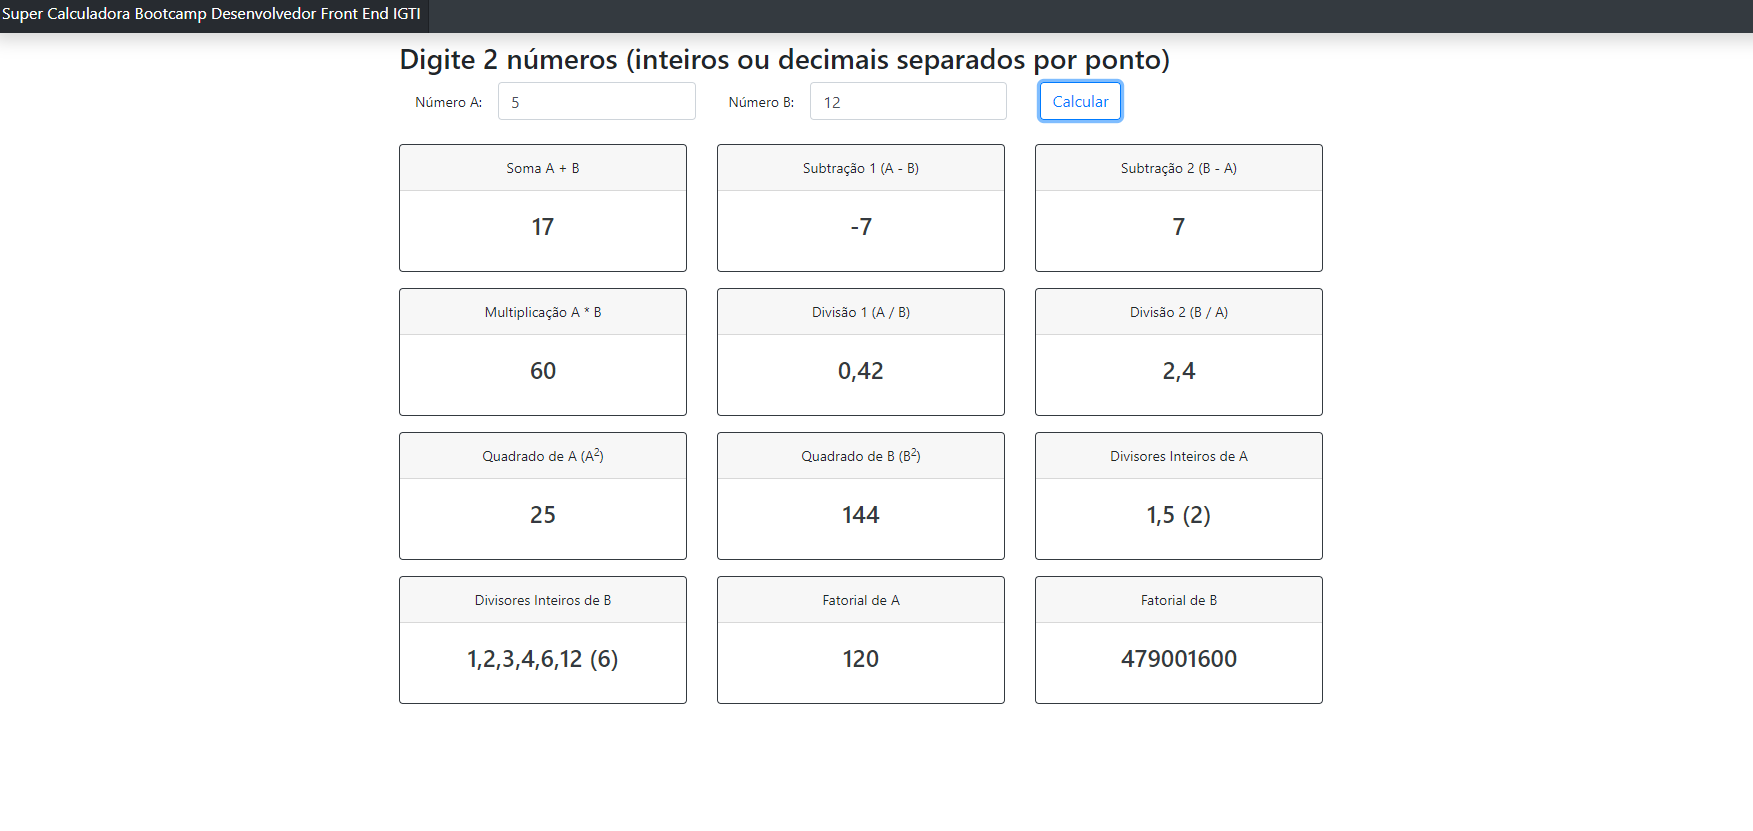 Super Calculadora Bootcamp Desenvolvedor Front End IGTI
Digite 2 números (inteiros ou decimais separados por ponto)
Número A: 5 Número B: 12 Calcular
Soma A + B Subtração 1 (A - B) Subtração 2 (B - A)
17 -7 7
Multiplicação A * B Divisão 1 (A / B) Divisão 2 (B / A)
60 0,42 2,4
Quadrado de A (A²) Quadrado de B (B²) Divisores Inteiros de A
25 144 1,5 (2)
Divisores Inteiros de B Fatorial de A Fatorial de B
1,2,3,4,6,12 (6) 120 479001600